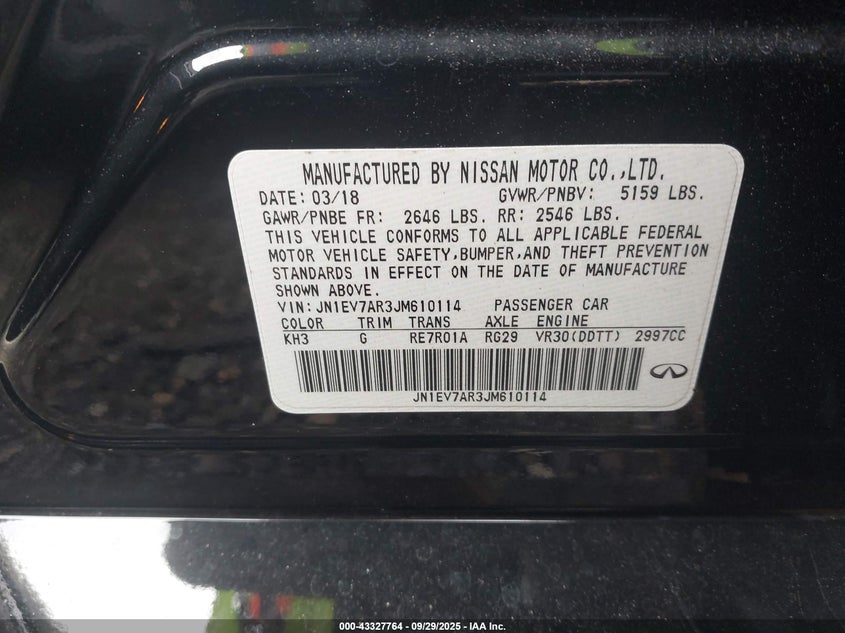 MANUFACTURED BY NISSAN MOTOR CO.,LTD.
DATE: 03/18 GVWR/PNBV: 5159 LBS.
GAWR/PNBE FR: 2646 LBS. RR: 2546 LBS.
THIS VEHICLE CONFORMS TO ALL APPLICABLE FEDERAL
MOTOR VEHICLE SAFETY,BUMPER,AND THEFT PREVENTION
STANDARDS IN EFFECT ON THE DATE OF MANUFACTURE
SHOWN ABOVE.
VIN: JN1EV7AR3JM610114 PASSENGER CAR
COLOR TRIM TRANS AXLE ENGINE
KH3 G RE7R01A RG29 VR30(DDTT) 2997CC
JN1EV7AR3JM610114
000-43327764 - 09/29/2025 - IAA Inc.